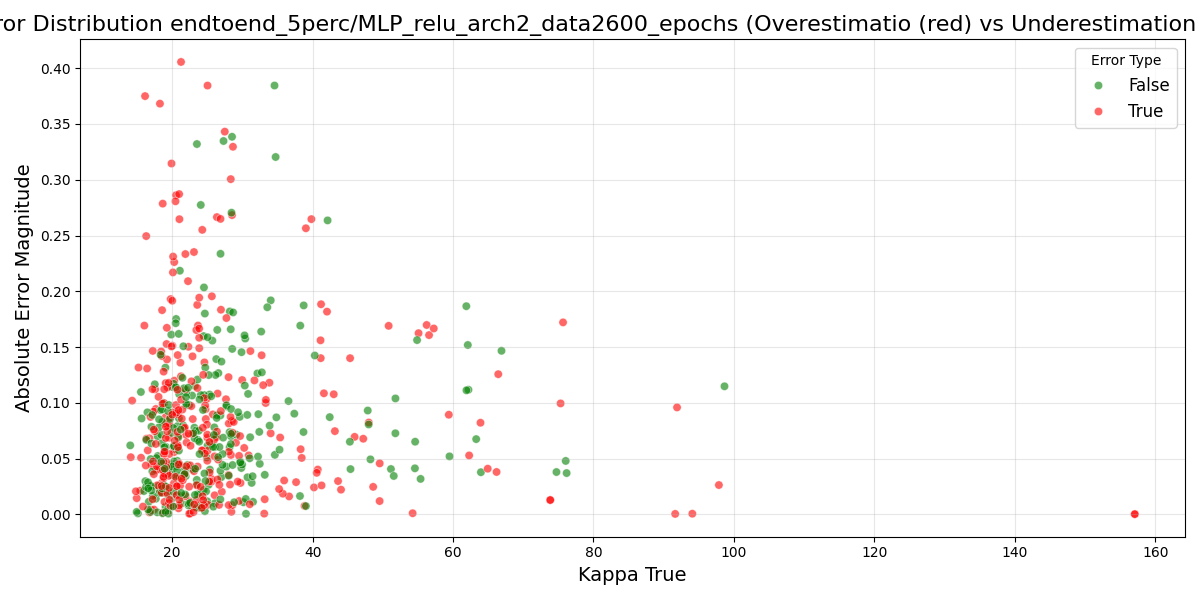 ror Distribution endtoend_5perc/MLP_relu_arch2_data2600_epochs (Overestimatio (red) vs Underestimation
Error Type
False
True
Absolute Error Magnitude
0.40
0.35
0.30
0.25
0.20
0.15
0.10
0.05
0.00
20 40 60 80 100 120 140 160
Kappa True